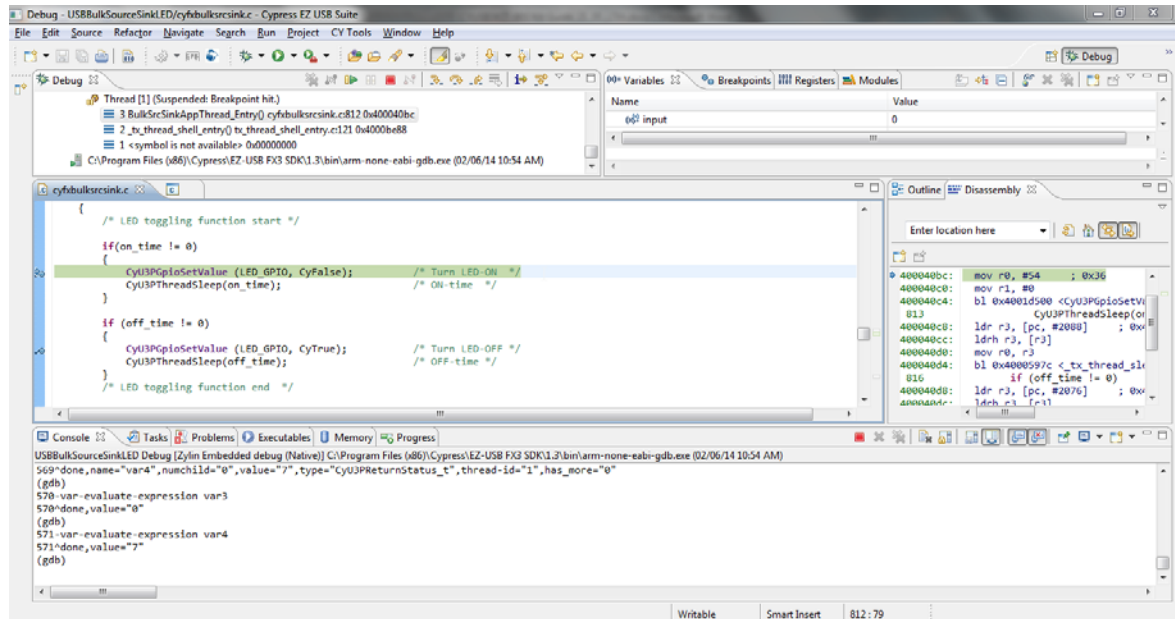 Debug - USBBulkSourceSinkLED/cyfxbulksrcsink.c - Cypress EZ USB Suite
File Edit Source Refactor Navigate Search Run Project CY Tools Window Help
Debug
Debug
Thread [1] (Suspended: Breakpoint hit.)
3 BulkSrcSinkAppThread_Entry() cyfxbulksrcsink.c:812 0x400040bc
2 _tx_thread_shell_entry() tx_thread_shell_entry.c:121 0x4000be88
1 <symbol is not available> 0x00000000
C:\Program Files (x86)\Cypress\EZ-USB FX3 SDK\1.3\bin\arm-none-eabi-gdb.exe (02/06/14 10:54 AM)
(x)= Variables Breakpoints Registers Modules
Name Value
input 0
cyfxbulksrcsink.c
{
/* LED toggling function start */
if(on_time != 0)
{
CyU3PGpioSetValue (LED_GPIO, CyFalse); /* Turn LED-ON */
CyU3PThreadSleep(on_time); /* ON-time */
}
if (off_time != 0)
{
CyU3PGpioSetValue (LED_GPIO, CyTrue); /* Turn LED-OFF */
CyU3PThreadSleep(off_time); /* OFF-time */
}
/* LED toggling function end */
Outline Disassembly
Enter location here
400040bc: mov r0, #54 ; 0x36
400040c0: mov r1, #0
400040c4: bl 0x4001d500 <CyU3PGpioSetV
813 CyU3PThreadSleep(o
400040c8: ldr r3, [pc, #2088] ; 0x
400040cc: ldrh r3, [r3]
400040d0: mov r0, r3
400040d4: bl 0x4000597c <_tx_thread_sl
816 if (off_time != 0)
400040d8: ldr r3, [pc, #2076] ; 0x
400040dc: ldrh r3, [r3]
Console Tasks Problems Executables Memory Progress
USBBulkSourceSinkLED Debug [Zylin Embedded debug (Native)] C:\Program Files (x86)\Cypress\EZ-USB FX3 SDK\1.3\bin\arm-none-eabi-gdb.exe (02/06/14 10:54 AM)
569^done,name="var4",numchild="0",value="7",type="CyU3PReturnStatus_t",thread-id="1",has_more="0"
(gdb)
570-var-evaluate-expression var3
570^done,value="0"
(gdb)
571-var-evaluate-expression var4
571^done,value="7"
(gdb)
Writable Smart Insert 812 : 79